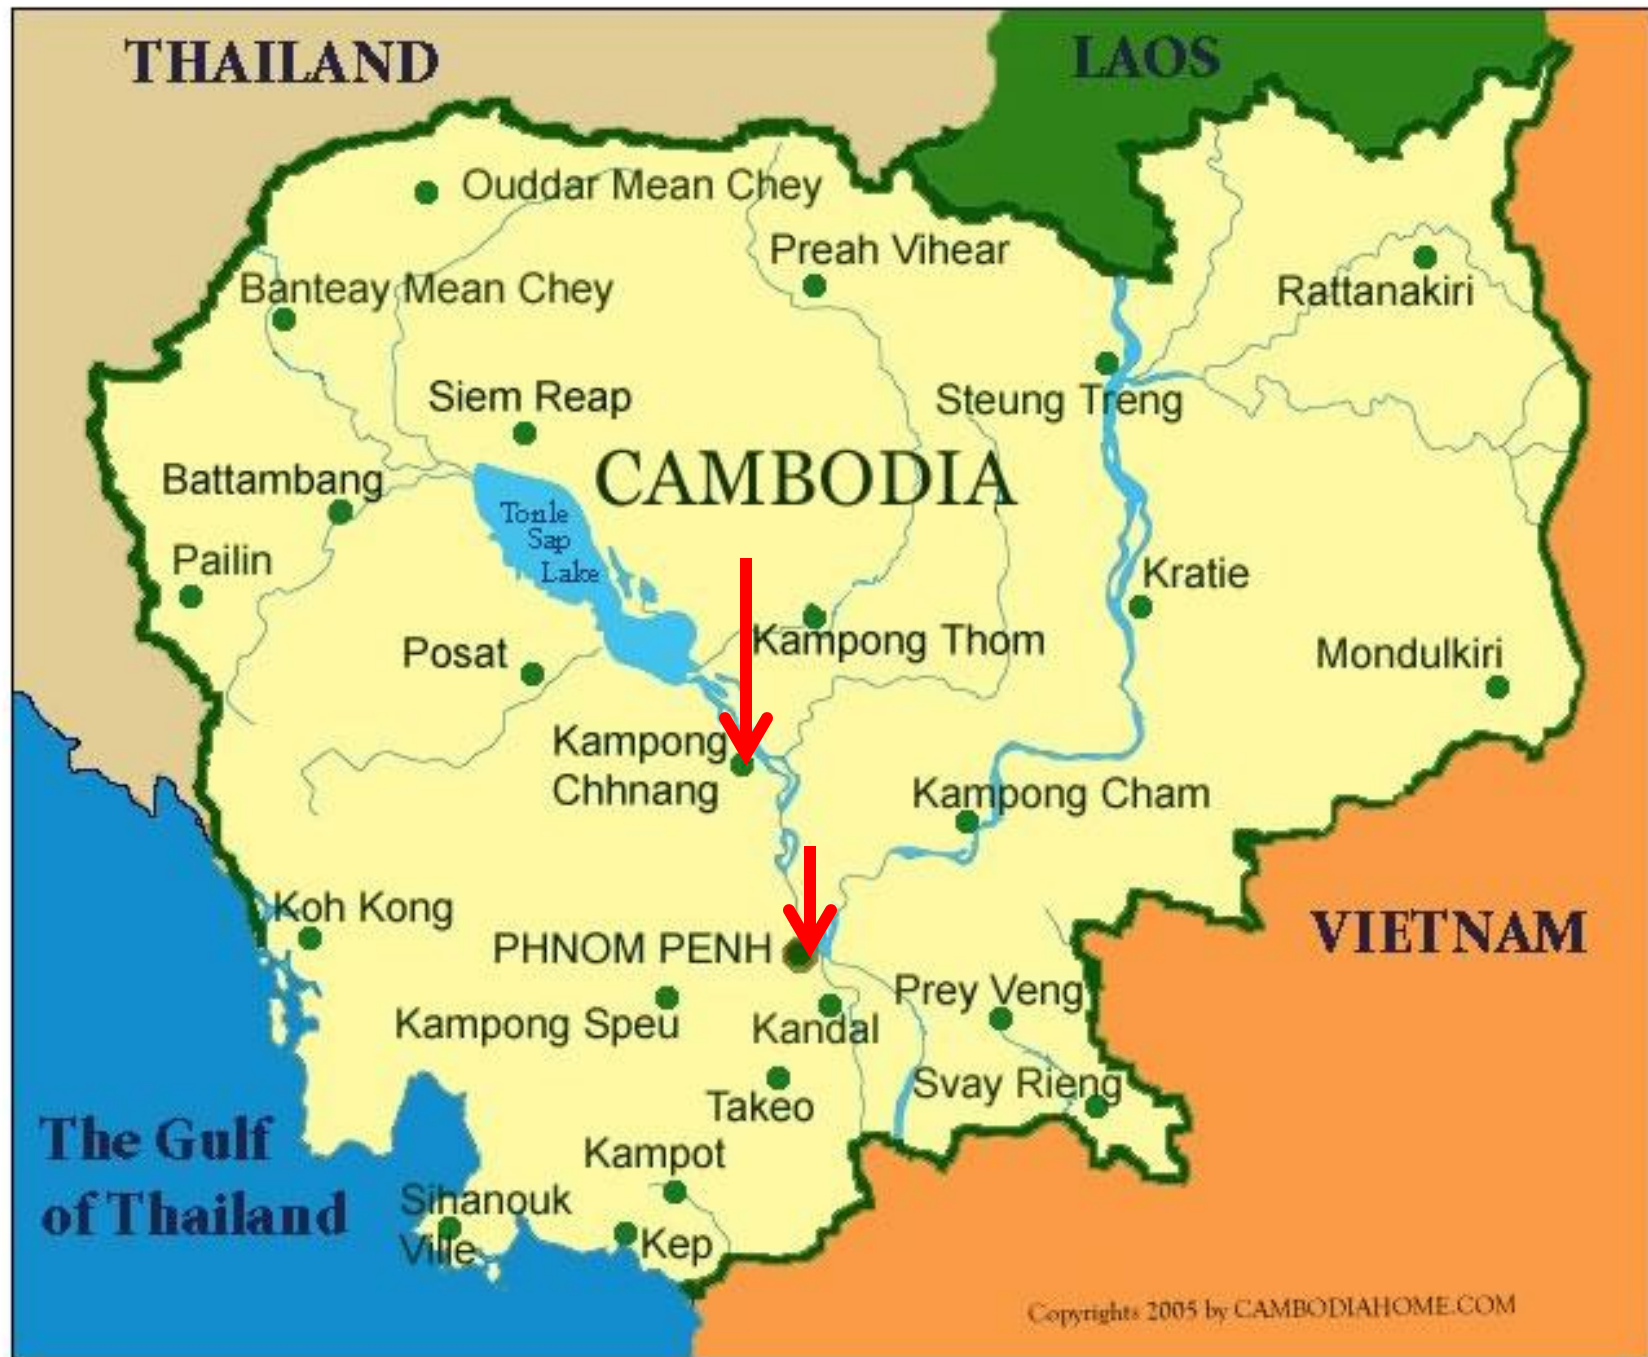 THAILAND
LAOS
Ouddar Mean Chey
Preah Vihear
Banteay Mean Chey
Rattanakiri
Siem Reap
Steung Treng
CAMBODIA
Battambang
Tonle
Sap
Lake
Pailin
Kratie
Kampong Thom
Posat
Mondulkiri
Kampong
Chhnang
Kampong Cham
Koh Kong
VIETNAM
PHNOM PENH
Prey Veng
Kampong Speu
Kandal
Svay Rieng
Takeo
The Gulf
of Thailand
Kampot
Sihanouk
Ville
Kep
Copyrights 2005 by CAMBODIAHOME.COM